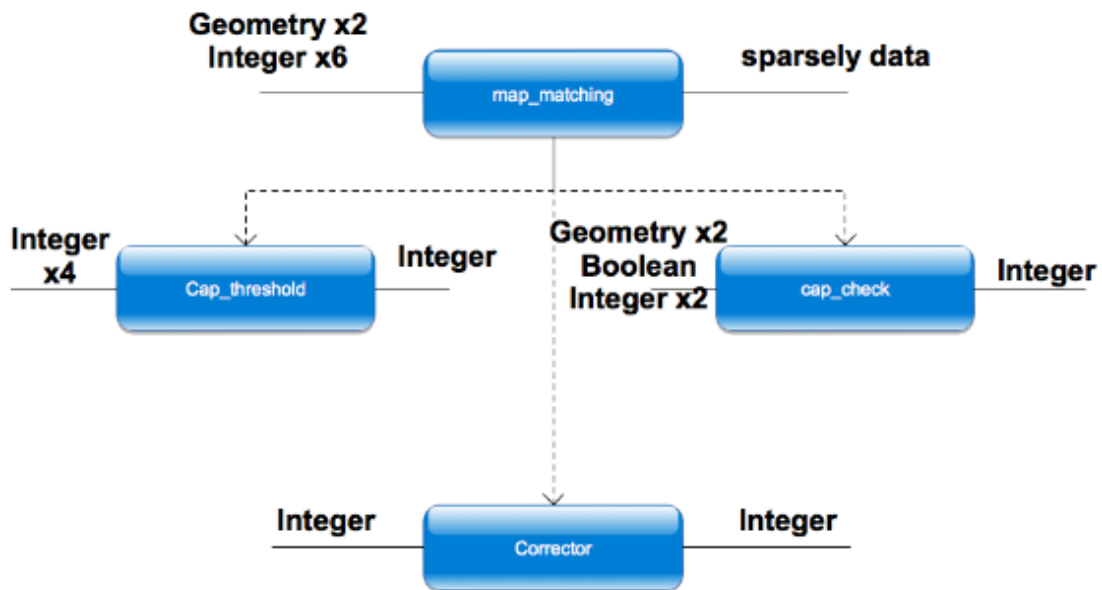 Geometry x2
Integer x6
map_matching
sparsely data
Integer
x4
Cap_threshold
Integer
Geometry x2
Boolean
Integer x2
cap_check
Integer
Integer
Corrector
Integer